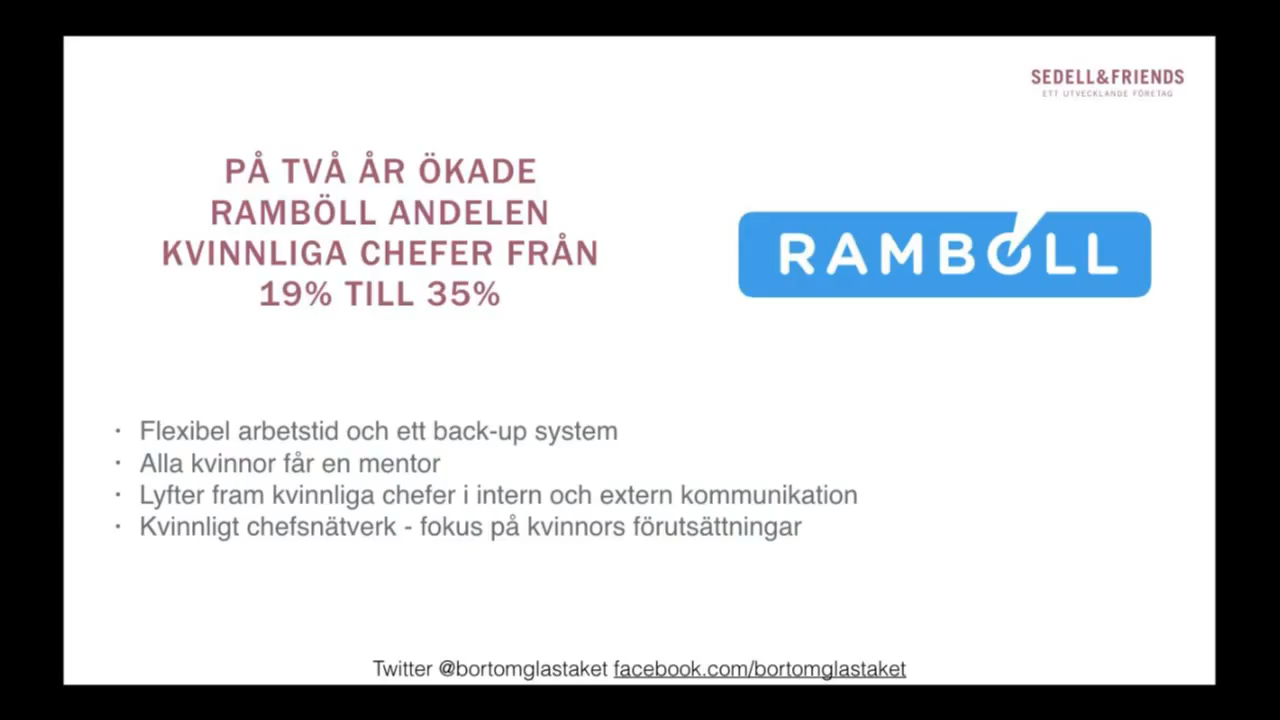 SEDELL&FRIENDS
ETT UTVECKLANDE FÖRETAG
PÅ TVÅ ÅR ÖKADE
RAMBÖLL ANDELEN
KVINNLIGA CHEFER FRÅN
19% TILL 35%
RAMBOLL
· Flexibel arbetstid och ett back-up system
· Alla kvinnor får en mentor
· Lyfter fram kvinnliga chefer i intern och extern kommunikation
· Kvinnligt chefsnätverk - fokus på kvinnors förutsättningar
Twitter @bortomglastaket facebook.com/bortomglastaket